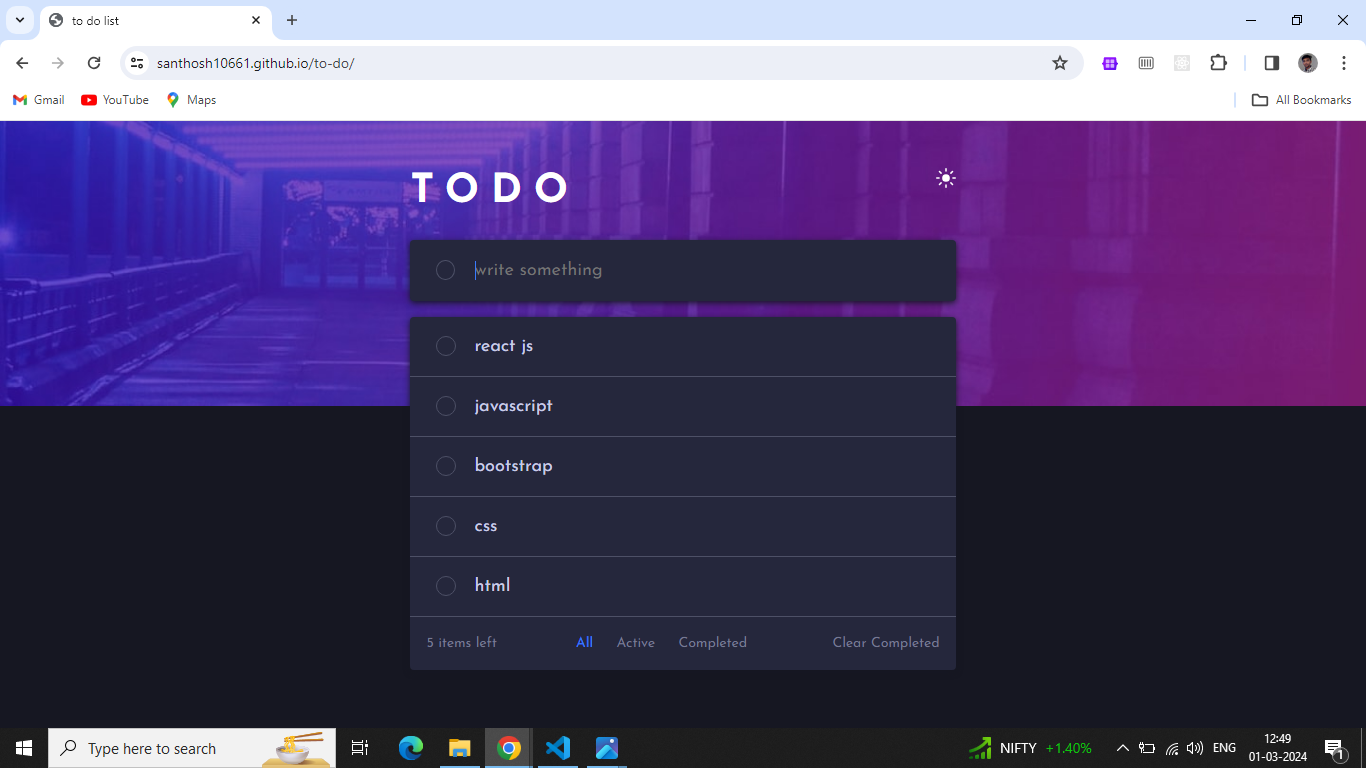 to do list
santhosh10661.github.io/to-do/
Gmail YouTube Maps All Bookmarks
TODO
write something
react js
javascript
bootstrap
css
html
5 items left All Active Completed Clear Completed
Type here to search NIFTY +1.40% ENG 12:49
01-03-2024 1